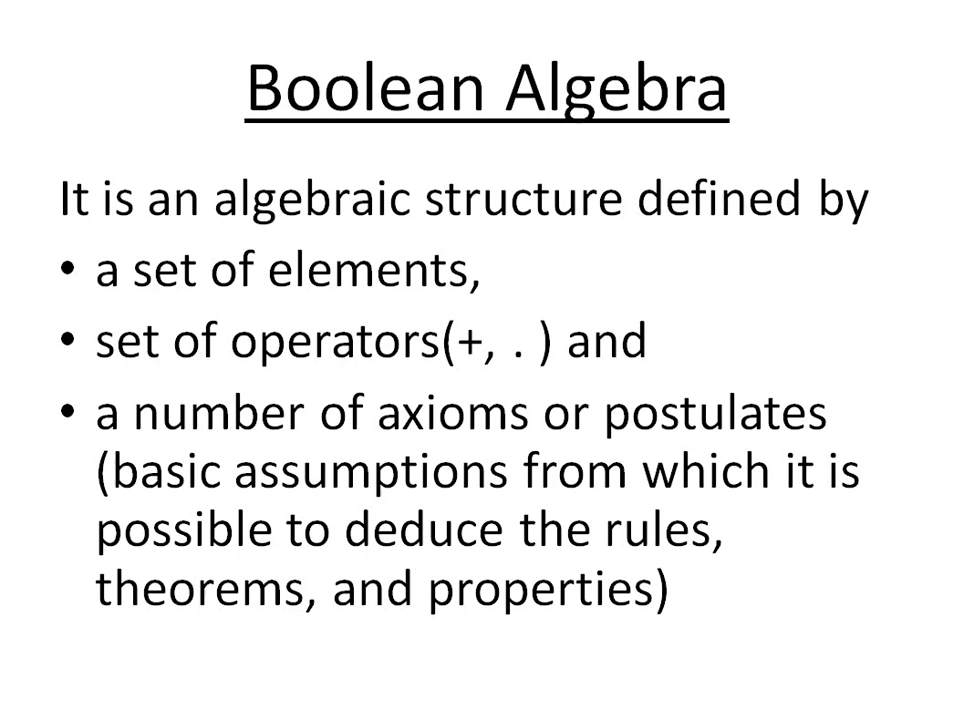 Boolean Algebra
It is an algebraic structure defined by
• a set of elements,
• set of operators(+, . ) and
• a number of axioms or postulates
(basic assumptions from which it is
possible to deduce the rules,
theorems, and properties)